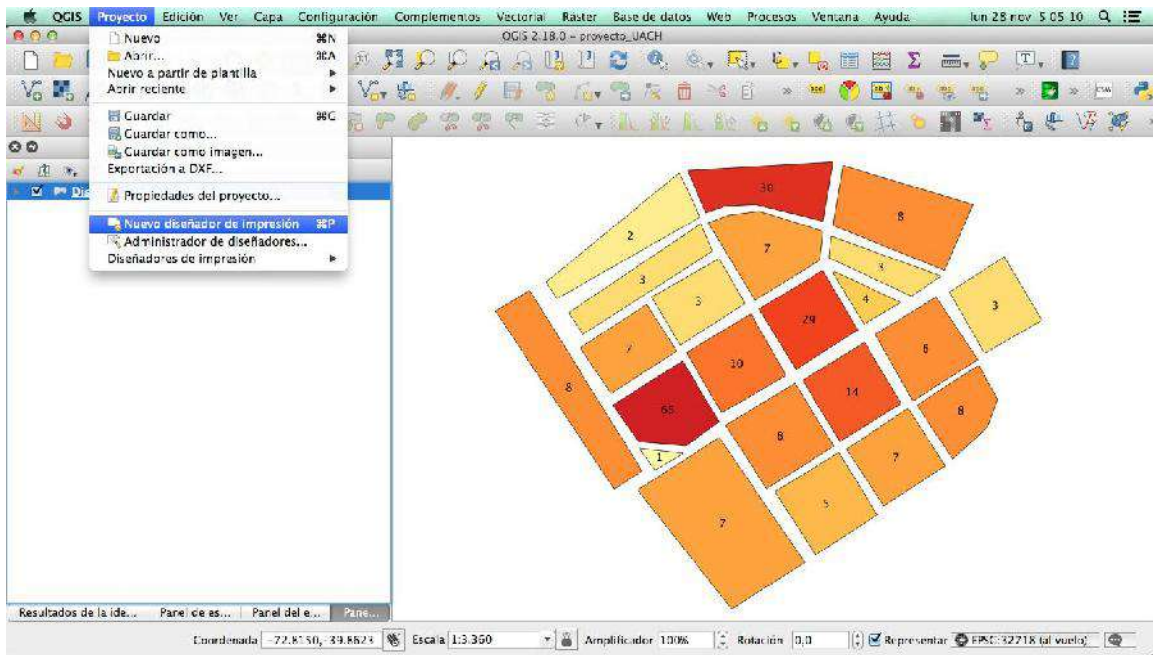 QGIS Proyecto Edición Ver Capa Configuración Complementos Vectorial Ráster Base de datos Web Procesos Ventana Ayuda lun 28 nov 5 05 10
QGIS 2.18.0 – proyecto_UACH
Nuevo ⌘N
Abrir... ⌘A
Nuevo a partir de plantilla
Abrir reciente
Guardar ⌘G
Guardar como...
Guardar como imagen...
Exportación a DXF...
Propiedades del proyecto...
Nuevo diseñador de impresión ⌘P
Administrador de diseñadores...
Diseñadores de impresión
Dis
30
8
2
7
3
3
3
4
3
29
7
10
6
8
14
65
8
8
1
7
5
7
Resultados de la ide... Panel de es... Panel del e... Pane...
Coordenada -72.8150,-39.8623 Escala 1:3.360 Amplificador 100% Rotación 0,0 Representar EPSG:32718 (al vuelo)